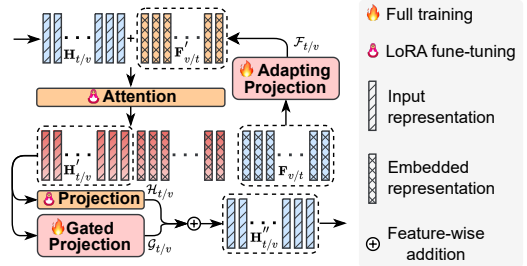 H_{t/v} + F'_{v/t} F_{t/v}
Adapting
Projection
Attention
H'_{t/v} F_{v/t}
Projection H_{t/v}
Gated
Projection G_{t/v}
H''_{t/v}
Full training
LoRA fune-tuning
Input
representation
Embedded
representation
Feature-wise
addition